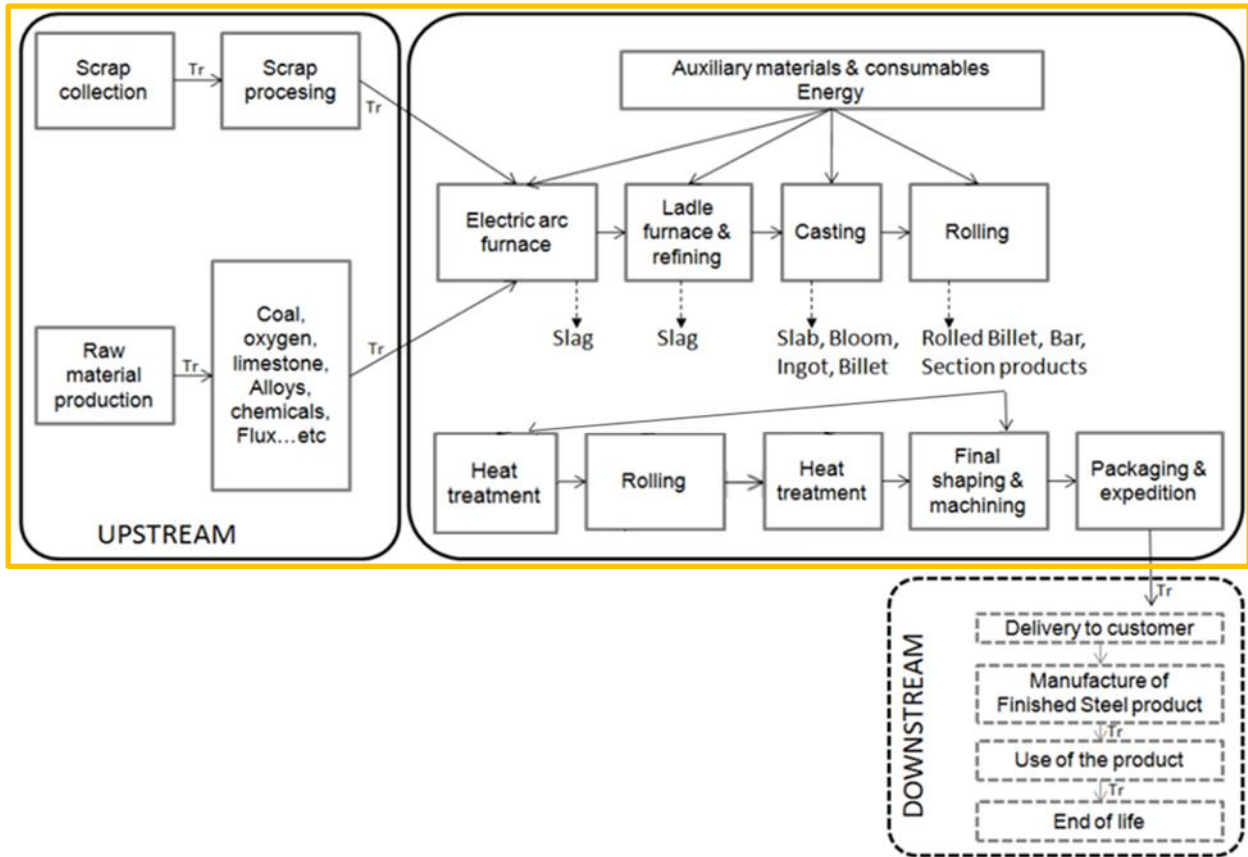 Scrap
collection
Tr
Scrap
procesing
Tr
Raw
material
production
Tr
Coal,
oxygen,
limestone,
Alloys,
chemicals,
Flux...etc
Tr
UPSTREAM
Auxiliary materials & consumables
Energy
Electric arc
furnace
Ladle
furnace &
refining
Casting
Rolling
Slag
Slag
Slab, Bloom,
Ingot, Billet
Rolled Billet, Bar,
Section products
Heat
treatment
Rolling
Heat
treatment
Final
shaping &
machining
Packaging &
expedition
Tr
DOWNSTREAM
Delivery to customer
Manufacture of
Finished Steel product
Tr
Use of the product
Tr
End of life